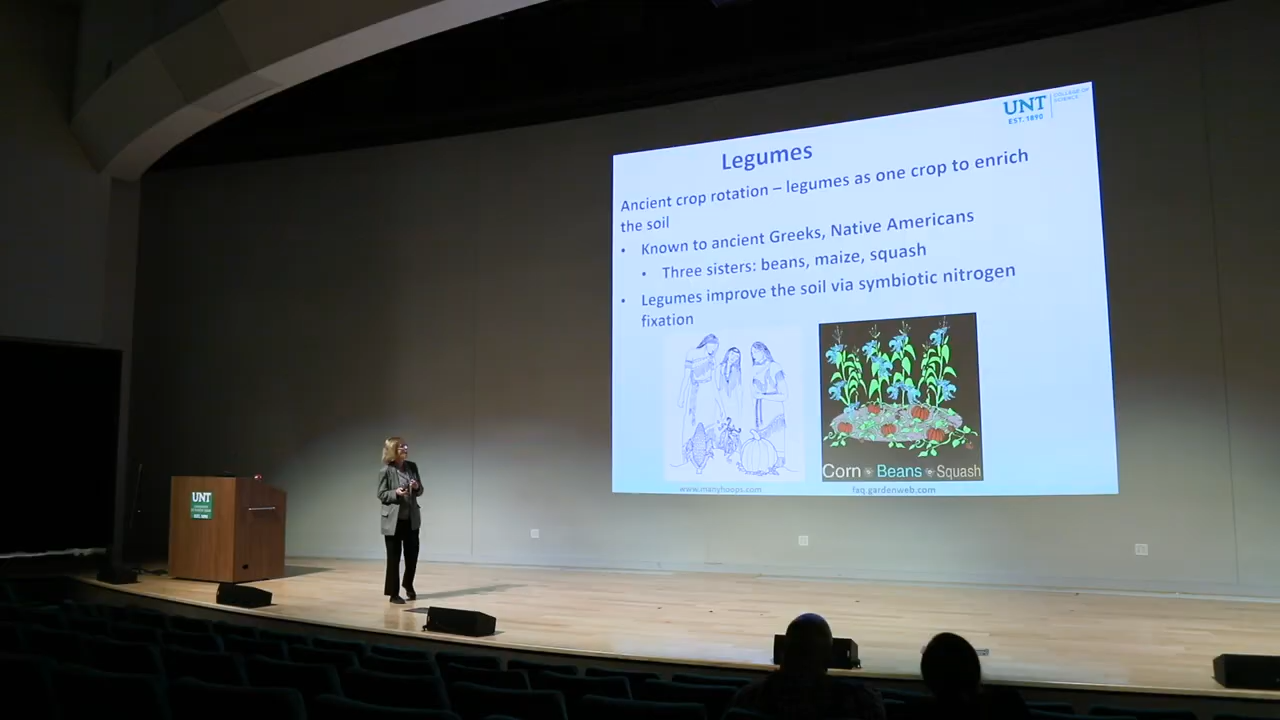 UNT
EST. 1890
COLLEGE OF
SCIENCE
Legumes
Ancient crop rotation – legumes as one crop to enrich
the soil
• Known to ancient Greeks, Native Americans
• Three sisters: beans, maize, squash
• Legumes improve the soil via symbiotic nitrogen
fixation
Corn Beans Squash
www.manyhoops.com
faq.gardenweb.com
UNT
EST. 1890